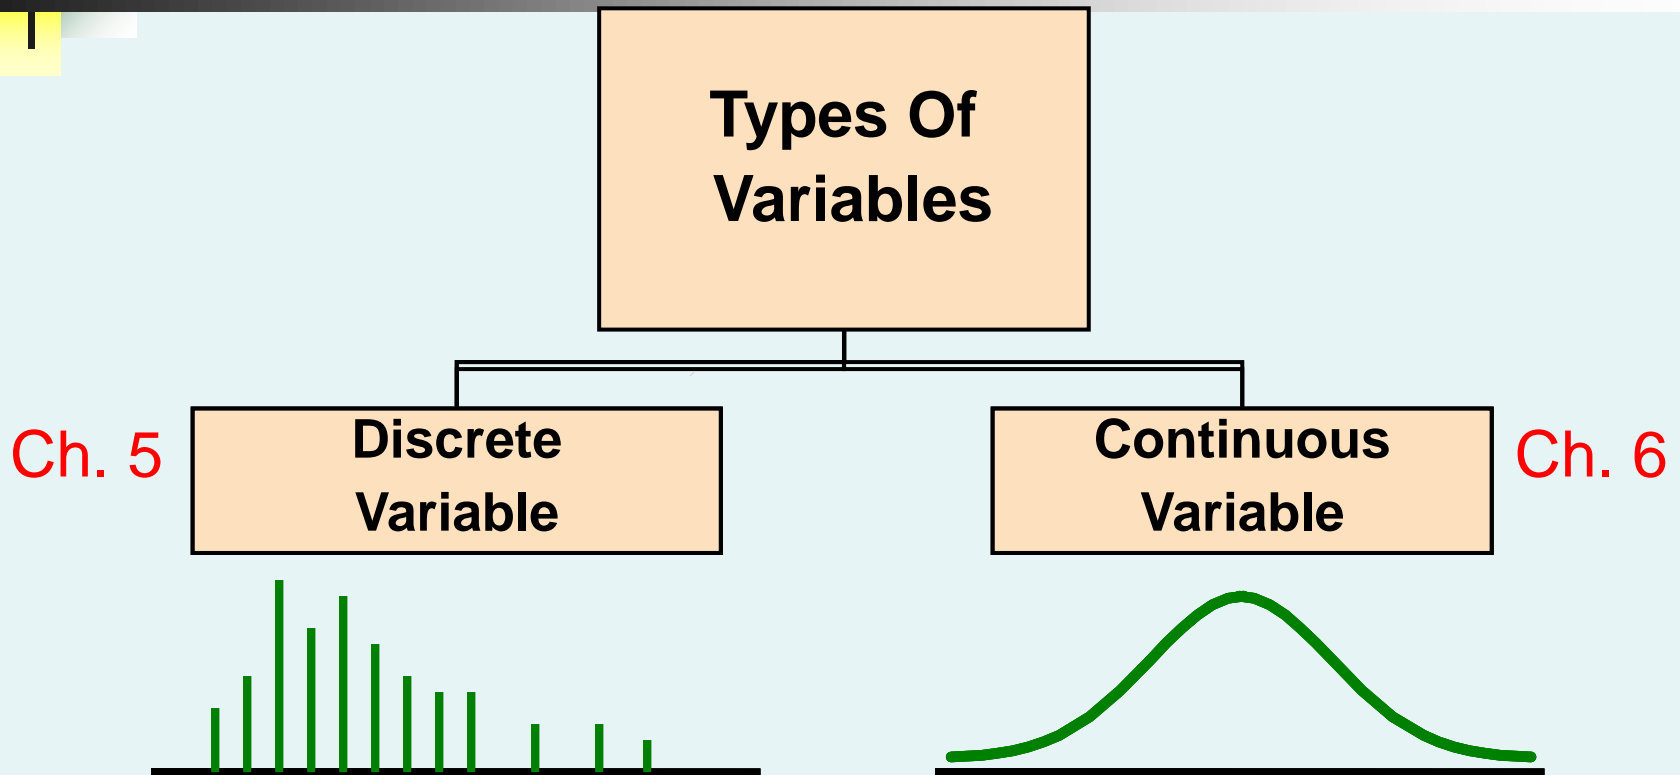 Types Of
Variables
Ch. 5
Discrete
Variable
Continuous
Variable
Ch. 6